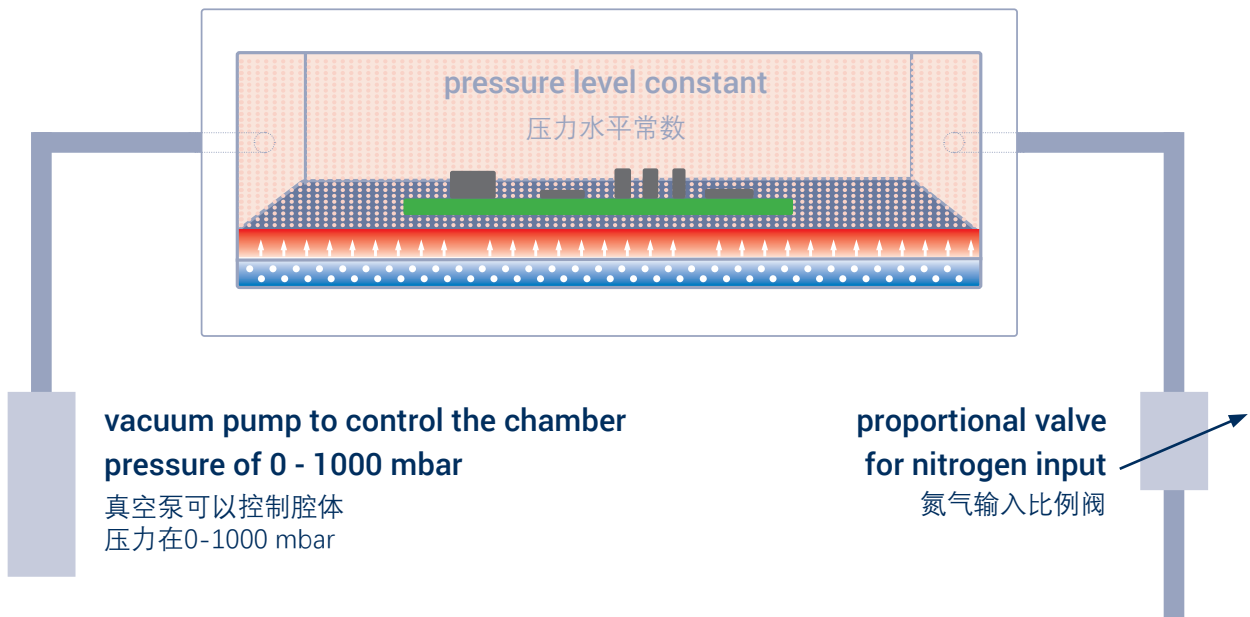 pressure level constant
压力水平常数
vacuum pump to control the chamber
pressure of 0 - 1000 mbar
真空泵可以控制腔体
压力在0-1000 mbar
proportional valve
for nitrogen input
氮气输入比例阀